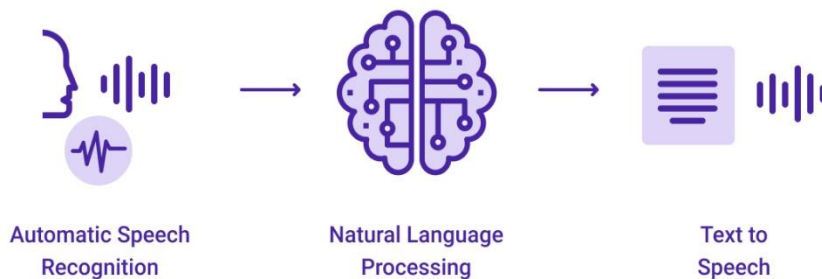 Automatic Speech
Recognition
Natural Language
Processing
Text to
Speech